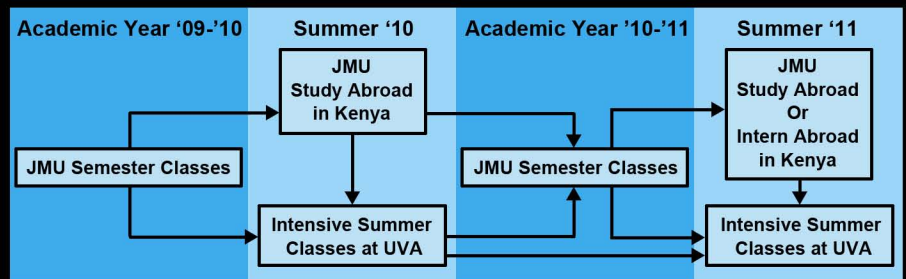 Academic Year ‘09-’10
Summer ‘10
Academic Year ’10-’11
Summer ‘11
JMU
Study Abroad
in Kenya
JMU
Study Abroad
Or
Intern Abroad
in Kenya
JMU Semester Classes
JMU Semester Classes
Intensive Summer
Classes at UVA
Intensive Summer
Classes at UVA